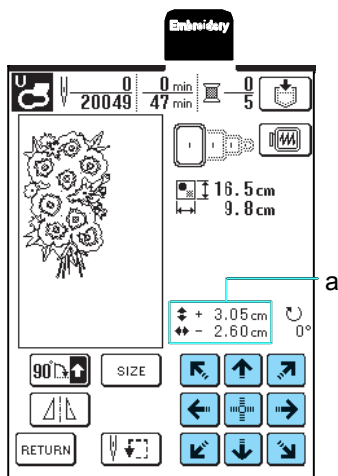 Embroidery
U
0 0 min 0
20049 47 min 5
16.5 cm
9.8 cm
a
+ 3.05 cm
- 2.60 cm 0°
90° SIZE
RETURN